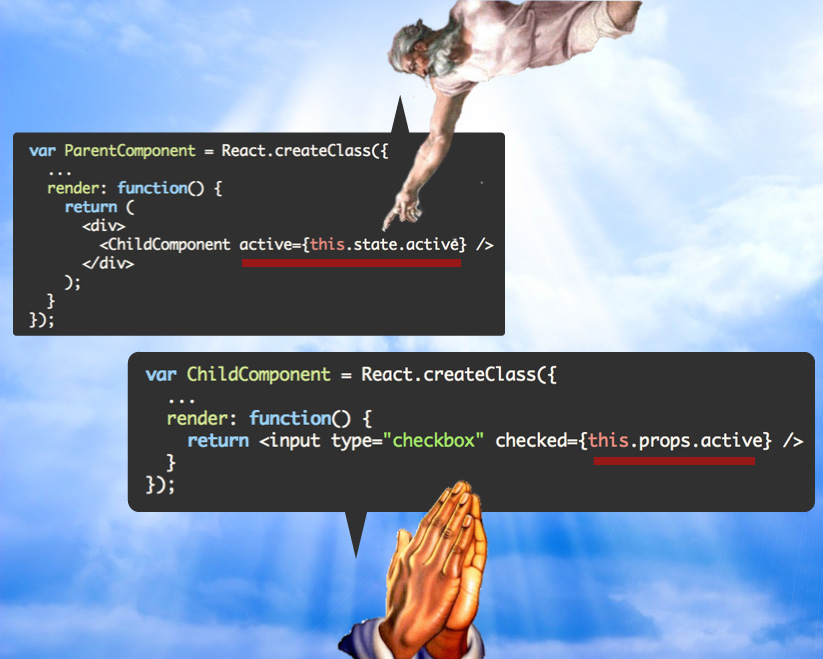 var ParentComponent = React.createClass({
  ...
  render: function() {
    return (
      <div>
        <ChildComponent active={this.state.active} />
      </div>
    );
  }
});
var ChildComponent = React.createClass({
  ...
  render: function() {
    return <input type="checkbox" checked={this.props.active} />
  }
});